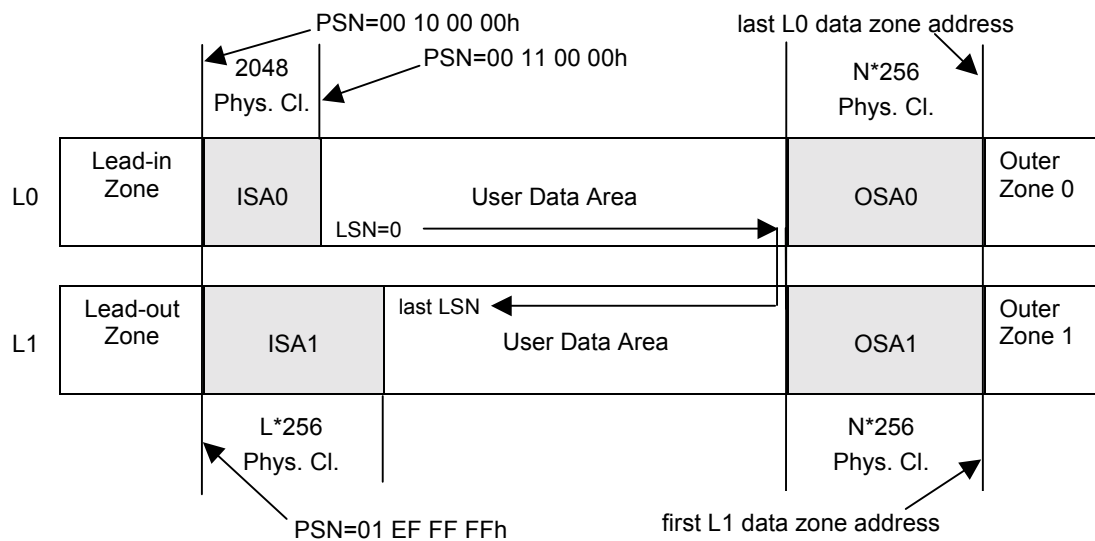 PSN=00 10 00 00h
last L0 data zone address
2048
Phys. Cl.
PSN=00 11 00 00h
N*256
Phys. Cl.
L0
Lead-in
Zone
ISA0
User Data Area
OSA0
Outer
Zone 0
LSN=0
L1
Lead-out
Zone
ISA1
last LSN
User Data Area
OSA1
Outer
Zone 1
L*256
Phys. Cl.
N*256
Phys. Cl.
PSN=01 EF FF FFh
first L1 data zone address